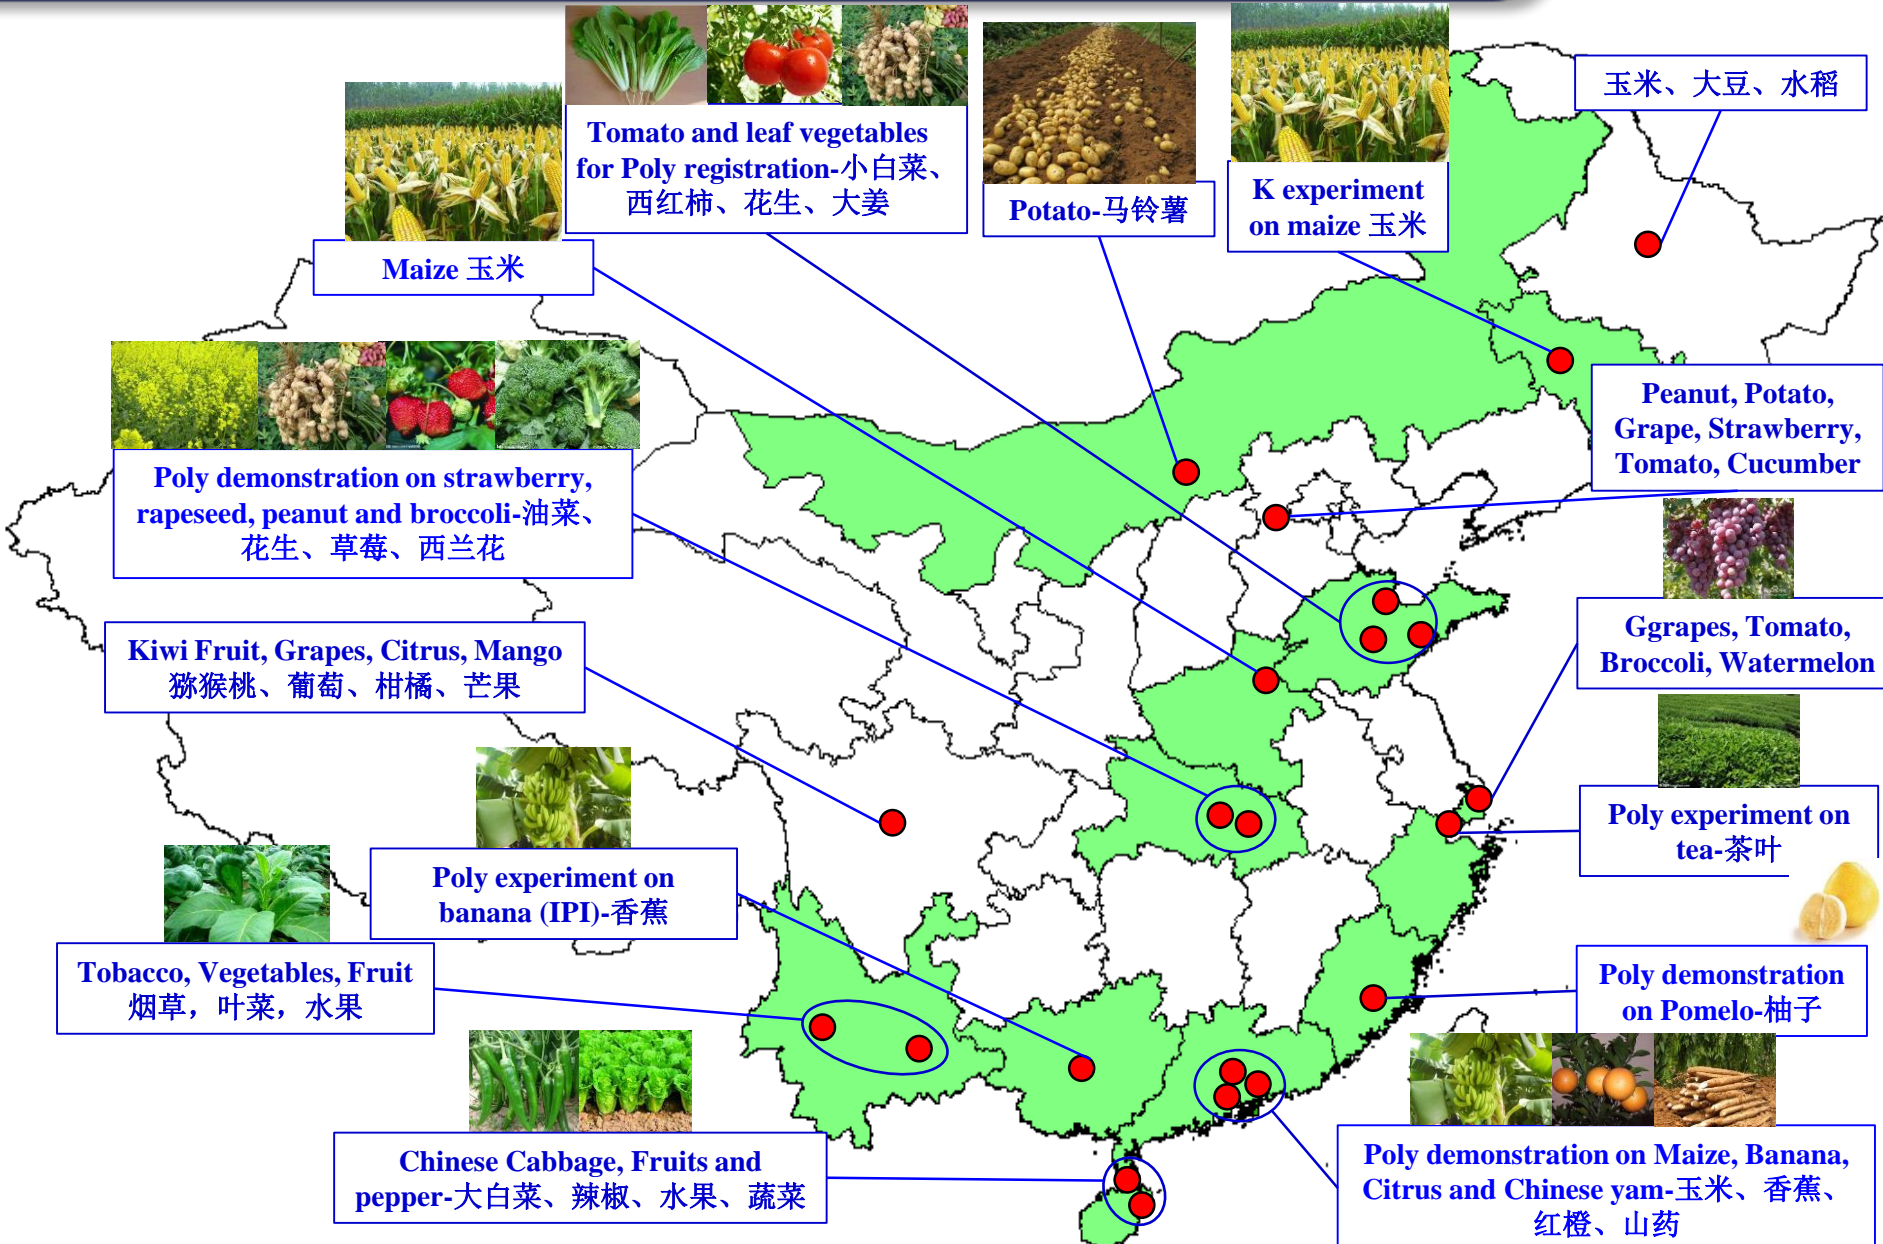 玉米、大豆、水稻
Tomato and leaf vegetables
for Poly registration-小白菜、
西红柿、花生、大姜
Potato-马铃薯
K experiment
on maize 玉米
Maize 玉米
Peanut, Potato,
Grape, Strawberry,
Tomato, Cucumber
Poly demonstration on strawberry,
rapeseed, peanut and broccoli-油菜、
花生、草莓、西兰花
Ggrapes, Tomato,
Broccoli, Watermelon
Kiwi Fruit, Grapes, Citrus, Mango
猕猴桃、葡萄、柑橘、芒果
Poly experiment on
tea-茶叶
Poly experiment on
banana (IPI)-香蕉
Tobacco, Vegetables, Fruit
烟草，叶菜，水果
Poly demonstration
on Pomelo-柚子
Chinese Cabbage, Fruits and
pepper-大白菜、辣椒、水果、蔬菜
Poly demonstration on Maize, Banana,
Citrus and Chinese yam-玉米、香蕉、
红橙、山药